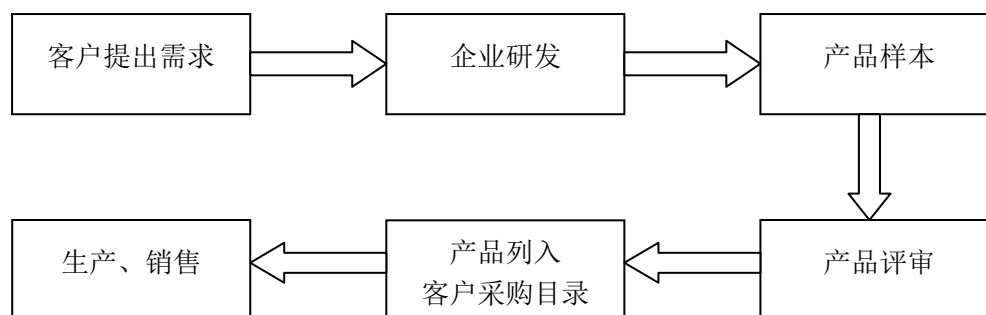 客户提出需求
企业研发
产品样本
产品评审
产品列入
客户采购目录
生产、销售